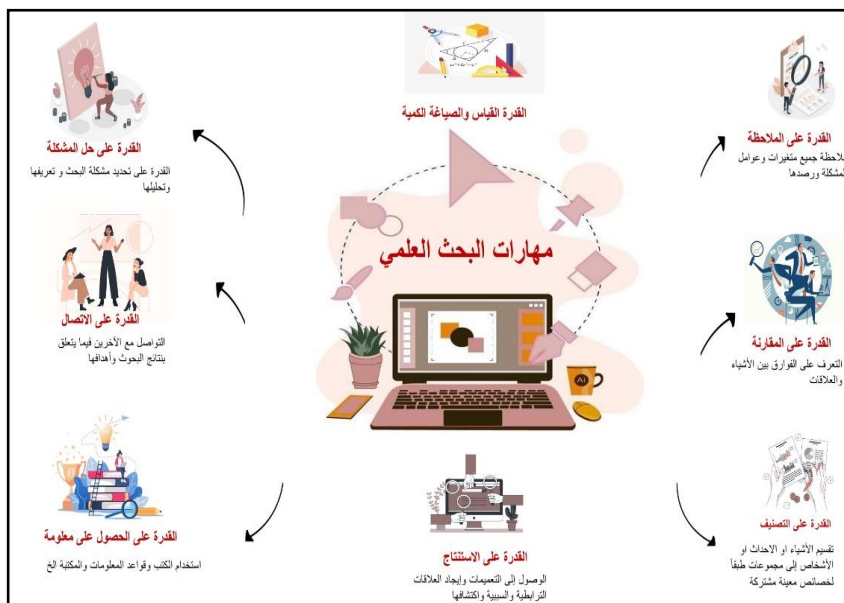 القدرة القياس والصياغة الكمية
القدرة على الملاحظة
ملاحظة جميع متغيرات وعوامل
المشكلة ورصدها
القدرة على حل المشكلة
القدرة على تحديد مشكلة البحث و تعريفها
وتحليلها
مهارات البحث العلمي
القدرة على المقارنة
التعرف على الفوارق بين الأشياء
والعلاقات
القدرة على الاتصال
التواصل مع الآخرين فيما يتعلق
بنتائج البحوث وأهدافها
AI
القدرة على التصنيف
تقسيم الأشياء او الاحداث او
الأشخاص إلى مجموعات طبقاً
لخصائص معينة مشتركة
القدرة على الاستنتاج
الوصول إلى التعميمات وإيجاد العلاقات
الترابطية والسببية واكتشافها
القدرة على الحصول على معلومة
استخدام الكتب وقواعد المعلومات والمكتبة الخ